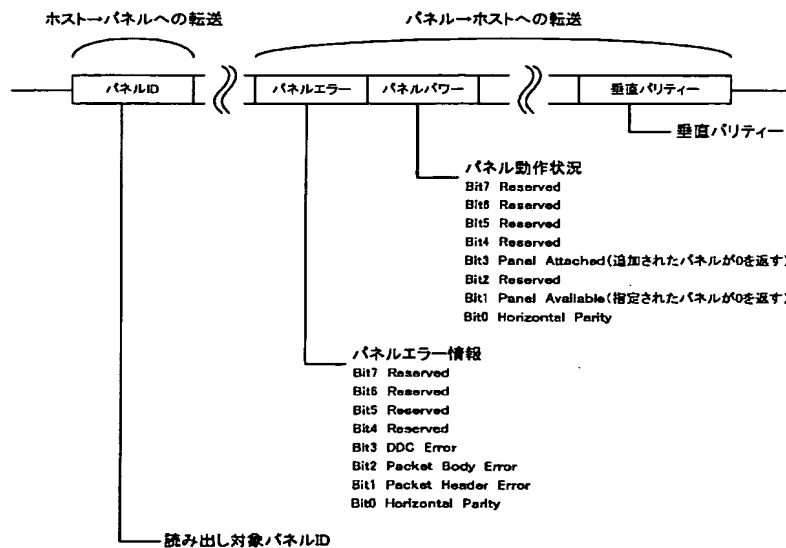 ホスト→パネルへの転送
パネル→ホストへの転送
パネルID
パネルエラー
パネルパワー
垂直パリティー
垂直パリティー
パネル動作状況
Bit7 Reserved
Bit6 Reserved
Bit5 Reserved
Bit4 Reserved
Bit3 Panel Attached(追加されたパネルが0を返す)
Bit2 Reserved
Bit1 Panel Available(指定されたパネルが0を返す)
Bit0 Horizontal Parity
パネルエラー情報
Bit7 Reserved
Bit6 Reserved
Bit5 Reserved
Bit4 Reserved
Bit3 DDC Error
Bit2 Packet Body Error
Bit1 Packet Header Error
Bit0 Horizontal Parity
読み出し対象パネルID